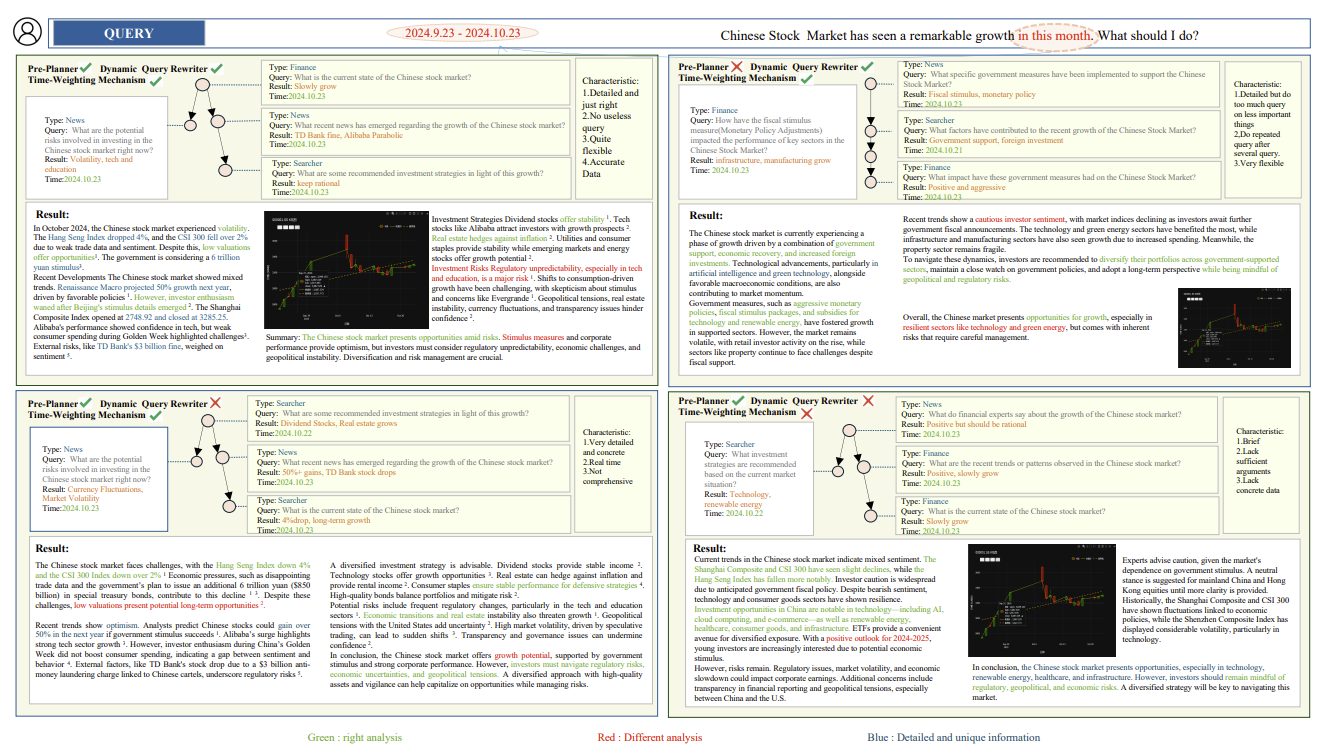 QUERY
2024.9.23 - 2024.10.23
Chinese Stock Market has seen a remarkable growth in this month. What should I do?
Pre-Planner Dynamic Query Rewriter
Time-Weighting Mechanism
Type: News
Query: What are the potential
risks involved in investing in the
Chinese stock market right now?
Result: Volatility, tech and
education
Time:2024.10.23
Type: Finance
Query: What is the current state of the Chinese stock market?
Result: Slowly grow
Time:2024.10.23
Type: News
Query: What recent news has emerged regarding the growth of the Chinese stock market?
Result: TD Bank fine, Alibaba Parabolic
Time:2024.10.23
Type: Searcher
Query: What are some recommended investment strategies in light of this growth?
Result: keep rational
Time:2024.10.23
Characteristic:
1.Detailed and
just right
2.No useless
query
3.Quite
flexible
4.Accurate
Data
Result:
In October 2024, the Chinese stock market experienced volatility.
The Hang Seng Index dropped 4%, and the CSI 300 fell over 2%
due to weak trade data and sentiment. Despite this, low valuations
offer opportunities¹. The government is considering a 6 trillion
yuan stimulus³.
Recent Developments The Chinese stock market showed mixed
trends. Renaissance Macro projected 50% growth next year,
driven by favorable policies ¹. However, investor enthusiasm
waned after Beijing's stimulus details emerged ². The Shanghai
Composite Index opened at 2748.92 and closed at 3285.25.
Alibaba's performance showed confidence in tech, but weak
consumer spending during Golden Week highlighted challenges³.
External risks, like TD Bank's $3 billion fine, weighed on
sentiment ⁵.
Investment Strategies Dividend stocks offer stability ¹. Tech
stocks like Alibaba attract investors with growth prospects ².
Real estate hedges against inflation ². Utilities and consumer
staples provide stability while emerging markets and energy
stocks offer growth potential ².
Investment Risks Regulatory unpredictability, especially in tech
and education, is a major risk ¹. Shifts to consumption-driven
growth have been challenging, with skepticism about stimulus
and concerns like Evergrande ¹. Geopolitical tensions, real estate
instability, currency fluctuations, and transparency issues hinder
confidence ².
Summary: The Chinese stock market presents opportunities amid risks. Stimulus measures and corporate
performance provide optimism, but investors must consider regulatory unpredictability, economic challenges, and
geopolitical instability. Diversification and risk management are crucial.
Pre-Planner Dynamic Query Rewriter
Time-Weighting Mechanism
Type: Finance
Query: How have the fiscal stimulus
measure(Monetary Policy Adjustments)
impacted the performance of key sectors in the
Chinese Stock Market?
Result: infrastructure, manufacturing grow
Time: 2024.10.23
Type: News
Query: What specific government measures have been implemented to support the Chinese
Stock Market?
Result: Fiscal stimulus, monetary policy
Time: 2024.10.23
Type: Searcher
Query: What factors have contributed to the recent growth of the Chinese Stock Market?
Result: Government support, foreign investment
Time: 2024.10.21
Type: Finance
Query: What impact have these government measures had on the Chinese Stock Market?
Result: Positive and aggressive
Time: 2024.10.23
Characteristic:
1.Detailed but do
too much query
on less important
things
2,Do repeated
query after
several query.
3.Very flexible
Result:
The Chinese stock market is currently experiencing a
phase of growth driven by a combination of government
support, economic recovery, and increased foreign
investments. Technological advancements, particularly in
artificial intelligence and green technology, alongside
favorable macroeconomic conditions, are also
contributing to market momentum.
Government measures, such as aggressive monetary
policies, fiscal stimulus packages, and subsidies for
technology and renewable energy, have fostered growth
in supported sectors. However, the market remains
volatile, with retail investor activity on the rise, while
sectors like property continue to face challenges despite
fiscal support.
Recent trends show a cautious investor sentiment, with market indices declining as investors await further
government fiscal announcements. The technology and green energy sectors have benefited the most, while
infrastructure and manufacturing sectors have also seen growth due to increased spending. Meanwhile, the
property sector remains fragile.
To navigate these dynamics, investors are recommended to diversify their portfolios across government-supported
sectors, maintain a close watch on government policies, and adopt a long-term perspective while being mindful of
geopolitical and regulatory risks.
Overall, the Chinese market presents opportunities for growth, especially in
resilient sectors like technology and green energy, but comes with inherent
risks that require careful management.
Pre-Planner Dynamic Query Rewriter
Time-Weighting Mechanism
Type: News
Query: What are the potential
risks involved in investing in the
Chinese stock market right now?
Result: Currency Fluctuations,
Market Volatility
Time:2024.10.23
Type: Searcher
Query: What are some recommended investment strategies in light of this growth?
Result: Dividend Stocks, Real estate grows
Time:2024.10.22
Type: News
Query: What recent news has emerged regarding the growth of the Chinese stock market?
Result: 50%+ gains, TD Bank stock drops
Time:2024.10.23
Type: Searcher
Query: What is the current state of the Chinese stock market?
Result: 4%drop, long-term growth
Time:2024.10.23
Characteristic:
1.Very detailed
and concrete
2.Real time
3.Not
comprehensive
Result:
The Chinese stock market faces challenges, with the Hang Seng Index down 4%
and the CSI 300 Index down over 2% ¹ Economic pressures, such as disappointing
trade data and the government's plan to issue an additional 6 trillion yuan ($850
billion) in special treasury bonds, contribute to this decline ¹ ³. Despite these
challenges, low valuations present potential long-term opportunities ².
Recent trends show optimism. Analysts predict Chinese stocks could gain over
50% in the next year if government stimulus succeeds ¹. Alibaba's surge highlights
strong tech sector growth ³. However, investor enthusiasm during China's Golden
Week did not boost consumer spending, indicating a gap between sentiment and
behavior ⁴. External factors, like TD Bank's stock drop due to a $3 billion anti-
money laundering charge linked to Chinese cartels, underscore regulatory risks ⁵.
A diversified investment strategy is advisable. Dividend stocks provide stable income ².
Technology stocks offer growth opportunities ³. Real estate can hedge against inflation and
provide rental income ². Consumer staples ensure stable performance for defensive strategies ⁴.
High-quality bonds balance portfolios and mitigate risk ².
Potential risks include frequent regulatory changes, particularly in the tech and education
sectors ¹. Economic transitions and real estate instability also threaten growth ¹. Geopolitical
tensions with the United States add uncertainty ². High market volatility, driven by speculative
trading, can lead to sudden shifts ³. Transparency and governance issues can undermine
confidence ².
In conclusion, the Chinese stock market offers growth potential, supported by government
stimulus and strong corporate performance. However, investors must navigate regulatory risks,
economic uncertainties, and geopolitical tensions. A diversified approach with high-quality
assets and vigilance can help capitalize on opportunities while managing risks.
Pre-Planner Dynamic Query Rewriter
Time-Weighting Mechanism
Type: Searcher
Query: What investment
strategies are recommended
based on the current market
situation?
Result: Technology,
renewable energy
Time: 2024.10.22
Type: News
Query: What do financial experts say about the growth of the Chinese stock market?
Result: Positive but should be rational
Time: 2024.10.23
Type: Finance
Query: What are the recent trends or patterns observed in the Chinese stock market?
Result: Positive, slowly grow
Time: 2024.10.23
Type: Finance
Query: What is the current state of the Chinese stock market?
Result: Slowly grow
Time: 2024.10.23
Characteristic:
1.Brief
2.Lack
sufficient
arguments
3.Lack
concrete data
Result:
Current trends in the Chinese stock market indicate mixed sentiment. The
Shanghai Composite and CSI 300 have seen slight declines, while the
Hang Seng Index has fallen more notably. Investor caution is widespread
due to anticipated government fiscal policy. Despite bearish sentiment,
technology and consumer goods sectors have shown resilience.
Investment opportunities in China are notable in technology—including AI,
cloud computing, and e-commerce—as well as renewable energy,
healthcare, consumer goods, and infrastructure. ETFs provide a convenient
avenue for diversified exposure. With a positive outlook for 2024-2025,
young investors are increasingly interested due to potential economic
stimulus.
However, risks remain. Regulatory issues, market volatility, and economic
slowdown could impact corporate earnings. Additional concerns include
transparency in financial reporting and geopolitical tensions, especially
between China and the U.S.
Experts advise caution, given the market's
dependence on government stimulus. A neutral
stance is suggested for mainland China and Hong
Kong equities until more clarity is provided.
Historically, the Shanghai Composite and CSI 300
have shown fluctuations linked to economic
policies, while the Shenzhen Composite Index has
displayed considerable volatility, particularly in
technology.
In conclusion, the Chinese stock market presents opportunities, especially in technology,
renewable energy, healthcare, and infrastructure. However, investors should remain mindful of
regulatory, geopolitical, and economic risks. A diversified strategy will be key to navigating this
market.
Green : right analysis
Red : Different analysis
Blue : Detailed and unique information